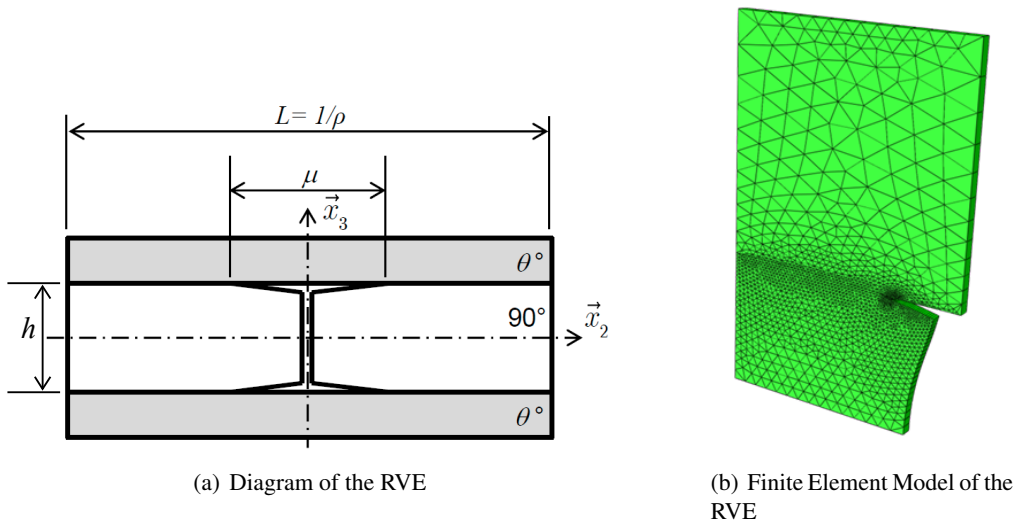 L= 1/ρ
μ
x⃗₃
θ°
h
90°
x⃗₂
θ°
(a) Diagram of the RVE
(b) Finite Element Model of the
RVE